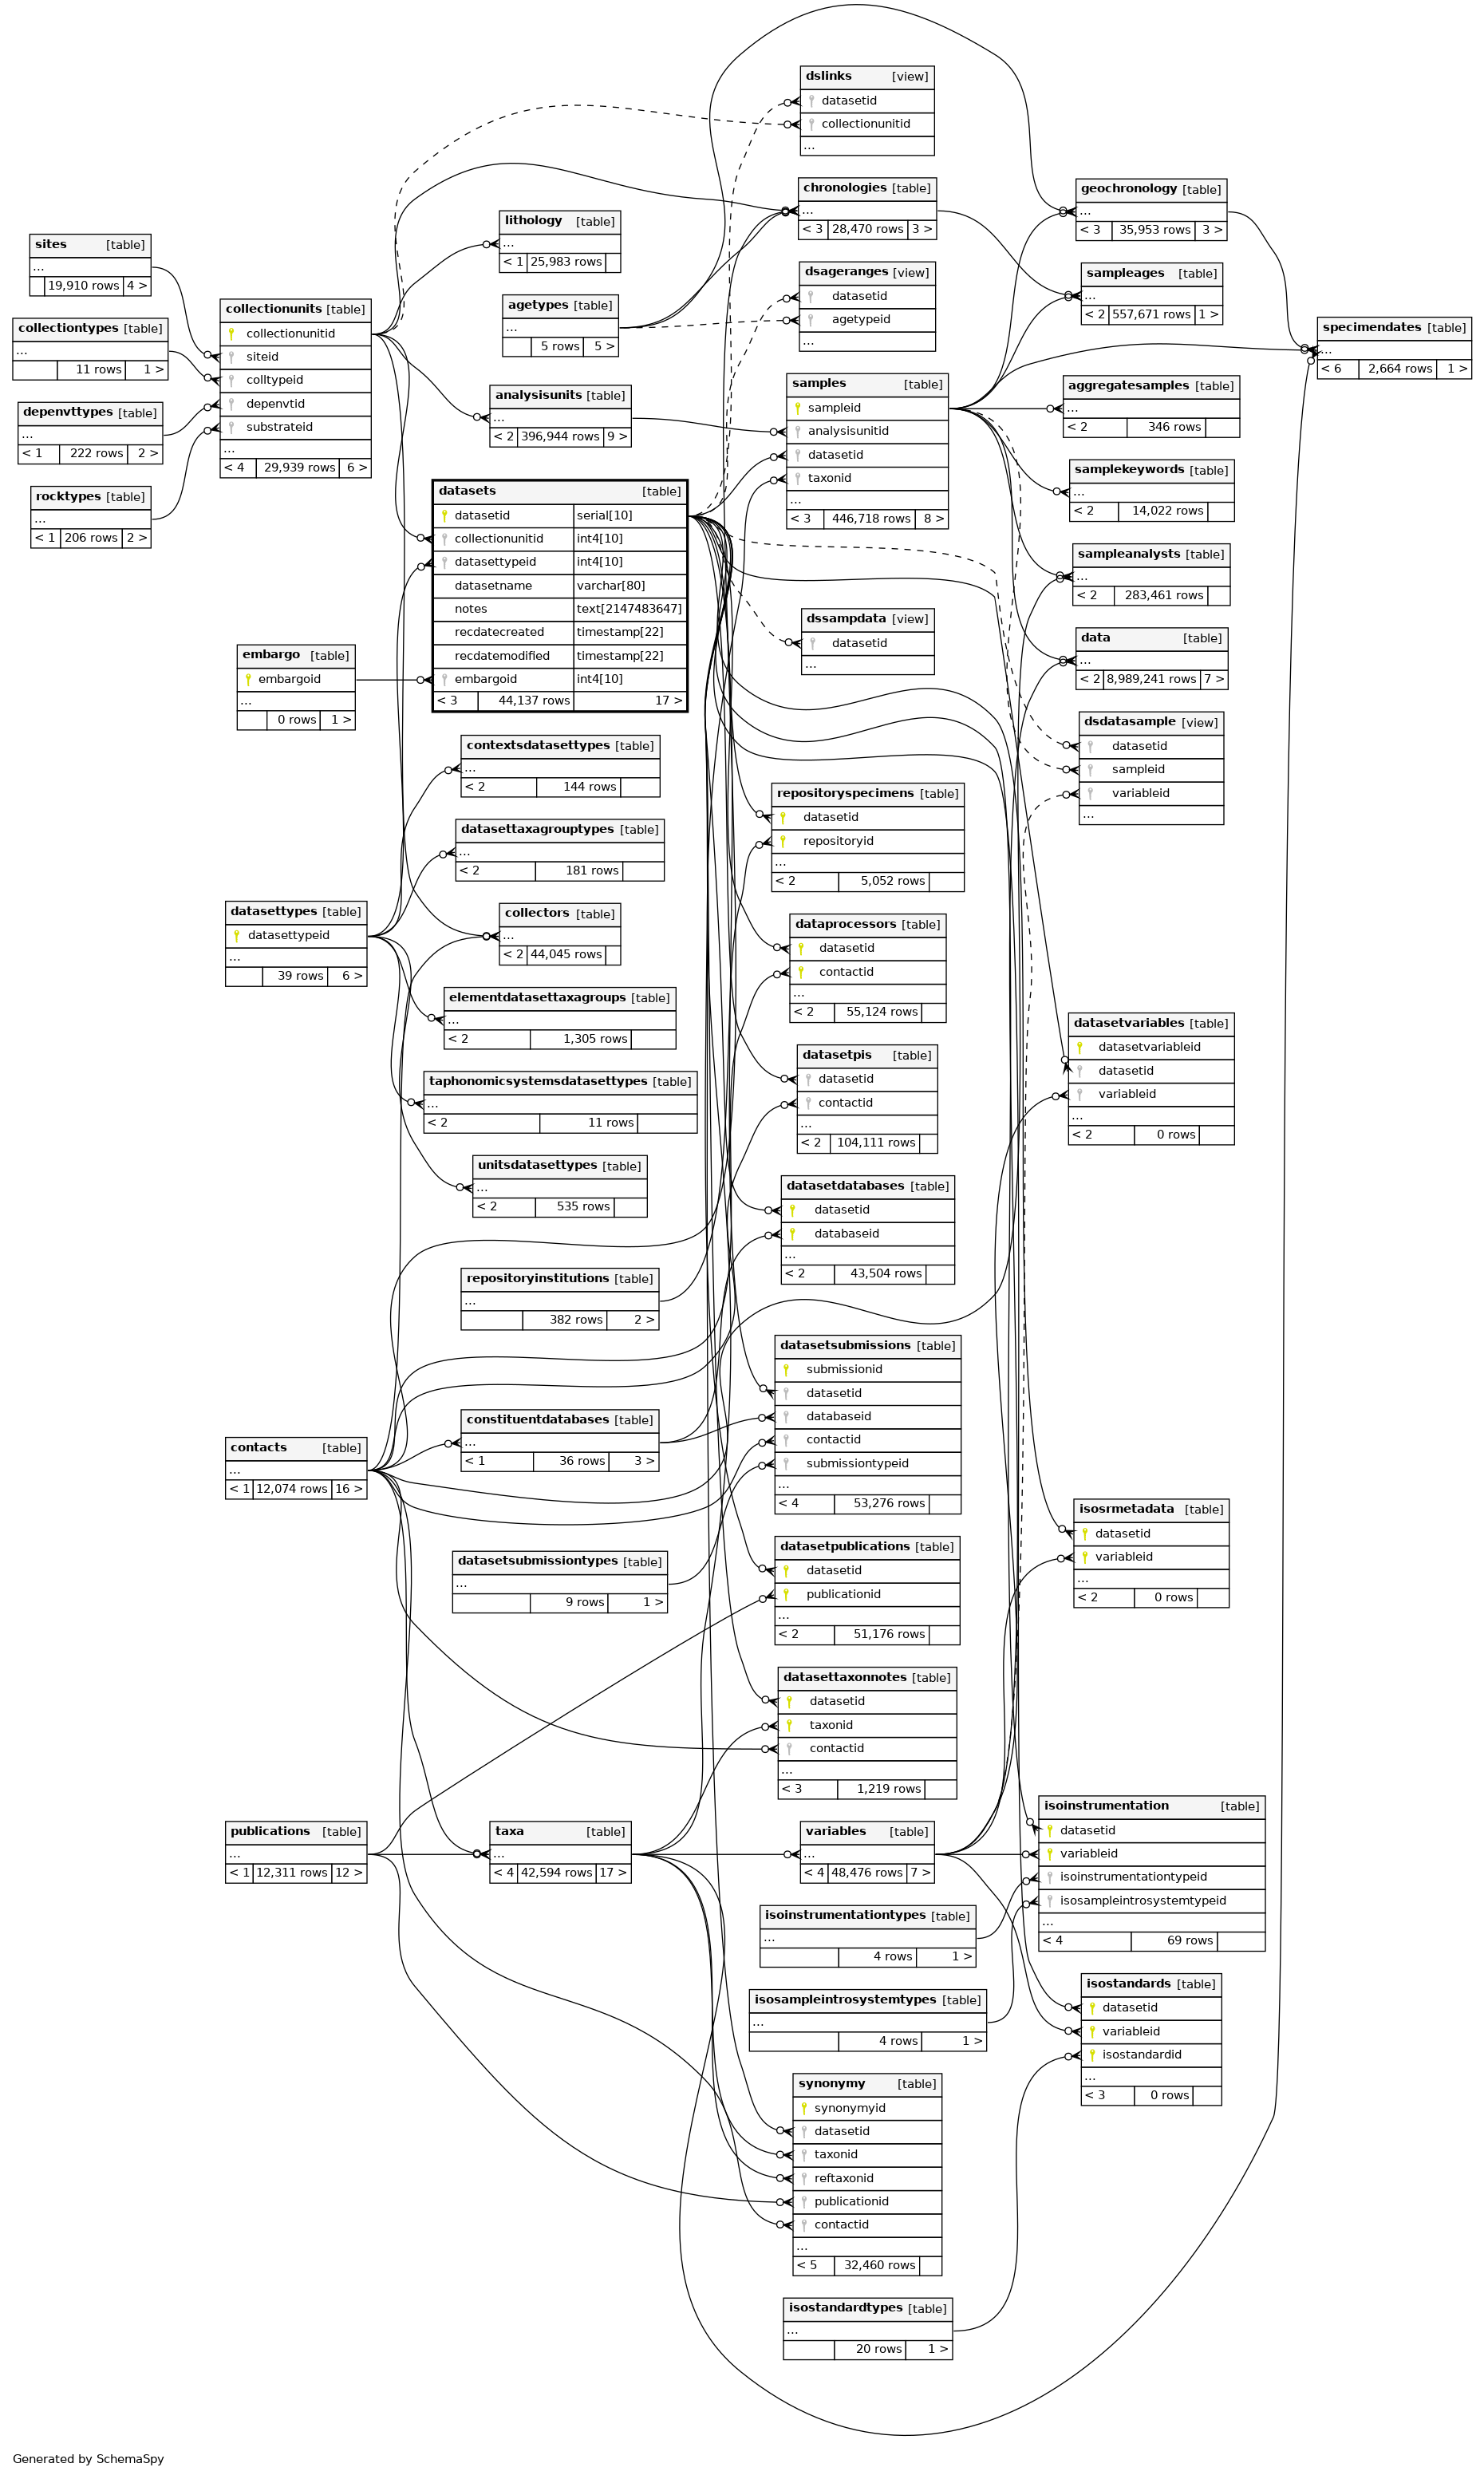 dslinks [view]
datasetid
collectionunitid
...
chronologies [table]
...
< 3 28,470 rows 3 >
geochronology [table]
...
< 3 35,953 rows 3 >
lithology [table]
...
< 1 25,983 rows
sites [table]
...
19,910 rows 4 >
dsageranges [view]
datasetid
agetypeid
...
sampleages [table]
...
< 2 557,671 rows 1 >
agetypes [table]
...
5 rows 5 >
collectionunits [table]
collectionunitid
siteid
colltypeid
depenvtid
substrateid
...
< 4 29,939 rows 6 >
collectiontypes [table]
...
11 rows 1 >
specimendates [table]
...
< 6 2,664 rows 1 >
samples [table]
sampleid
analysisunitid
datasetid
taxonid
...
< 3 446,718 rows 8 >
aggregatesamples [table]
...
< 2 346 rows
analysisunits [table]
...
< 2 396,944 rows 9 >
depenvttypes [table]
...
< 1 222 rows 2 >
samplekeywords [table]
...
< 2 14,022 rows
datasets [table]
datasetid serial[10]
collectionunitid int4[10]
datasettypeid int4[10]
datasetname varchar[80]
notes text[2147483647]
recdatecreated timestamp[22]
recdatemodified timestamp[22]
embargoid int4[10]
< 3 44,137 rows 17 >
rocktypes [table]
...
< 1 206 rows 2 >
sampleanalysts [table]
...
< 2 283,461 rows
dssampdata [view]
datasetid
...
data [table]
...
< 2 8,989,241 rows 7 >
embargo [table]
embargoid
...
0 rows 1 >
dsdatasample [view]
datasetid
sampleid
variableid
...
contextsdatasettypes [table]
...
< 2 144 rows
repositoryspecimens [table]
datasetid
repositoryid
...
< 2 5,052 rows
datasettaxagrouptypes [table]
...
< 2 181 rows
datasettypes [table]
datasettypeid
...
39 rows 6 >
collectors [table]
...
< 2 44,045 rows
dataprocessors [table]
datasetid
contactid
...
< 2 55,124 rows
elementdatasettaxagroups [table]
...
< 2 1,305 rows
datasetvariables [table]
datasetvariableid
datasetid
variableid
...
< 2 0 rows
datasetpis [table]
datasetid
contactid
...
< 2 104,111 rows
taphonomicsystemsdatasettypes [table]
...
< 2 11 rows
unitsdatasettypes [table]
...
< 2 535 rows
datasetdatabases [table]
datasetid
databaseid
...
< 2 43,504 rows
repositoryinstitutions [table]
...
382 rows 2 >
datasetsubmissions [table]
submissionid
datasetid
databaseid
contactid
submissiontypeid
...
< 4 53,276 rows
constituentdatabases [table]
...
< 1 36 rows 3 >
contacts [table]
...
< 1 12,074 rows 16 >
isosrmetadata [table]
datasetid
variableid
...
< 2 0 rows
datasetpublications [table]
datasetid
publicationid
...
< 2 51,176 rows
datasetsubmissiontypes [table]
...
9 rows 1 >
datasettaxonnotes [table]
datasetid
taxonid
contactid
...
< 3 1,219 rows
isoinstrumentation [table]
datasetid
variableid
isoinstrumentationtypeid
isosampleintrosystemtypeid
...
< 4 69 rows
publications [table]
...
< 1 12,311 rows 12 >
taxa [table]
...
< 4 42,594 rows 17 >
variables [table]
...
< 4 48,476 rows 7 >
isoinstrumentationtypes [table]
...
4 rows 1 >
isostandards [table]
datasetid
variableid
isostandardid
...
< 3 0 rows
isosampleintrosystemtypes [table]
...
4 rows 1 >
synonymy [table]
synonymyid
datasetid
taxonid
reftaxonid
publicationid
contactid
...
< 5 32,460 rows
isostandardtypes [table]
...
20 rows 1 >
Generated by SchemaSpy